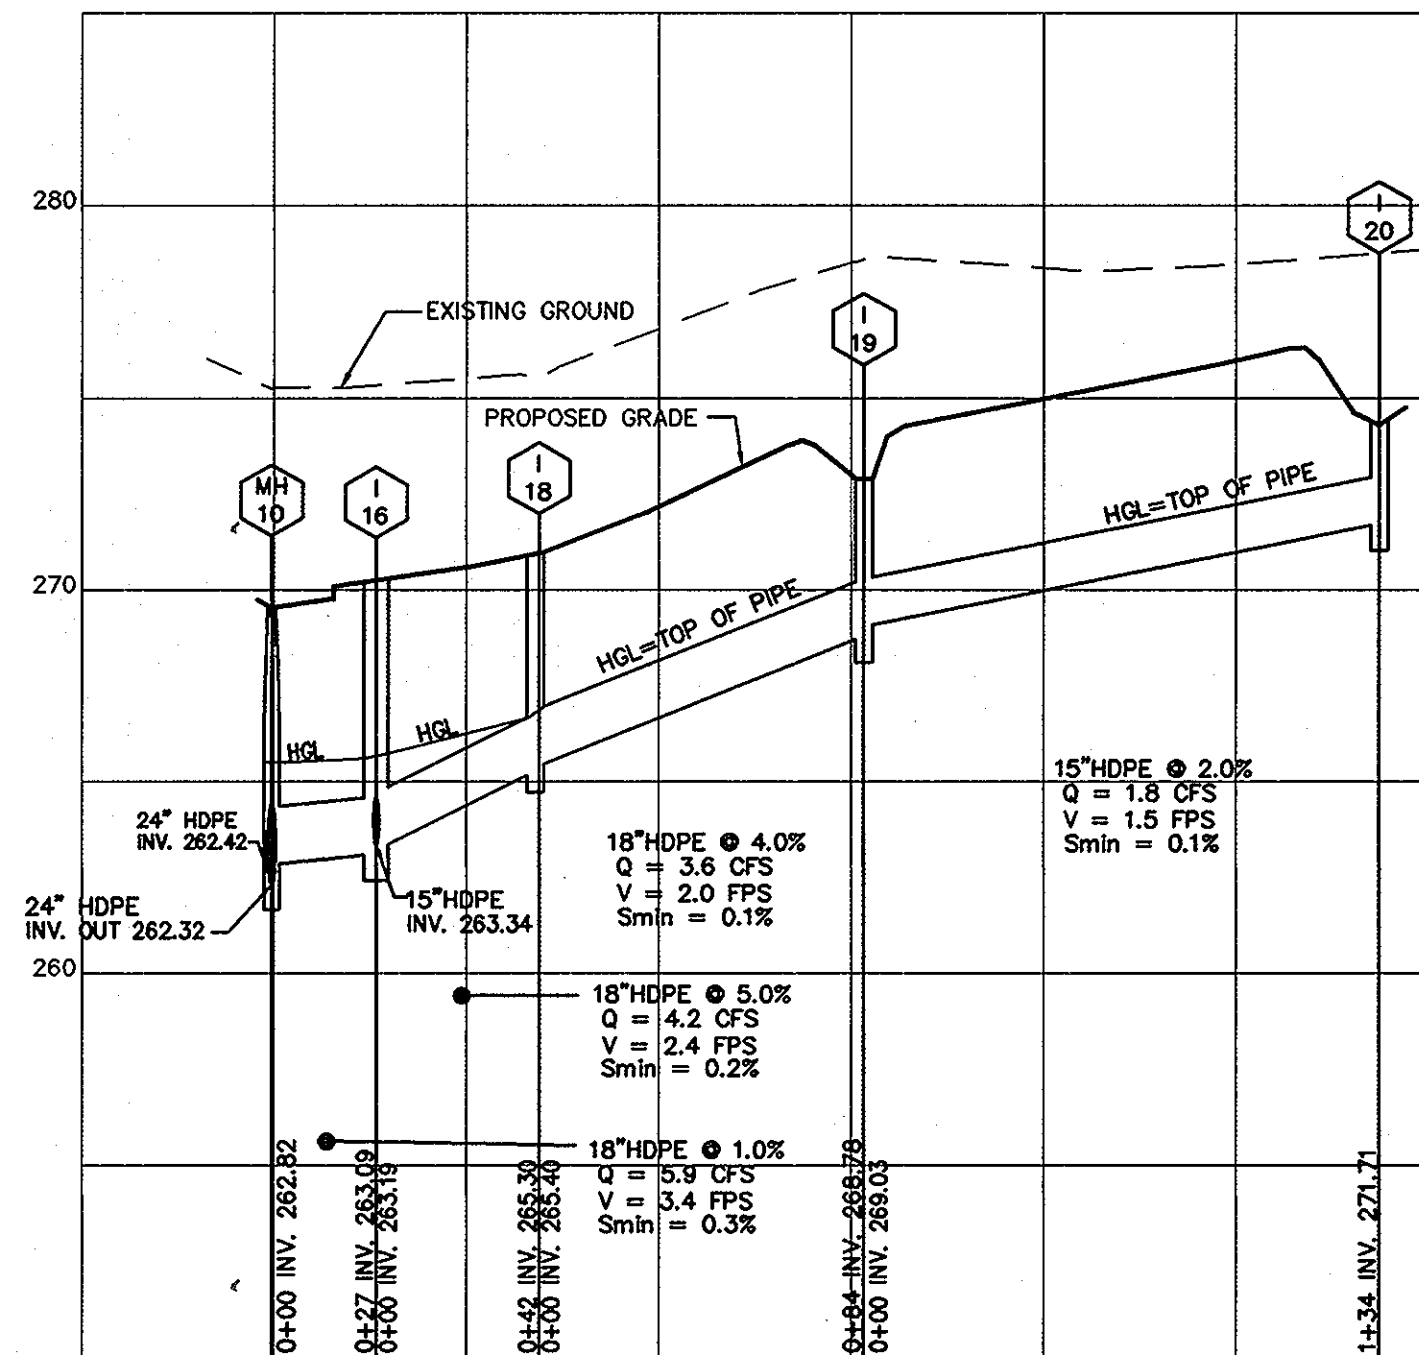 280
I
20
EXISTING GROUND
I
19
PROPOSED GRADE
I
18
MH
10
I
16
HGL=TOP OF PIPE
270
HGL=TOP OF PIPE
HGL
HGL
15"HDPE @ 2.0%
Q = 1.8 CFS
V = 1.5 FPS
Smin = 0.1%
24" HDPE
INV. 262.42
18"HDPE @ 4.0%
Q = 3.6 CFS
V = 2.0 FPS
Smin = 0.1%
24" HDPE
INV. OUT 262.32
15"HDPE
INV. 263.34
260
18"HDPE @ 5.0%
Q = 4.2 CFS
V = 2.4 FPS
Smin = 0.2%
18"HDPE @ 1.0%
Q = 5.9 CFS
V = 3.4 FPS
Smin = 0.3%
0+00 INV. 262.82
0+27 INV. 263.09
0+00 INV. 263.19
0+42 INV. 265.30
0+00 INV. 265.40
0+84 INV. 268.78
0+00 INV. 269.03
1+34 INV. 271.71